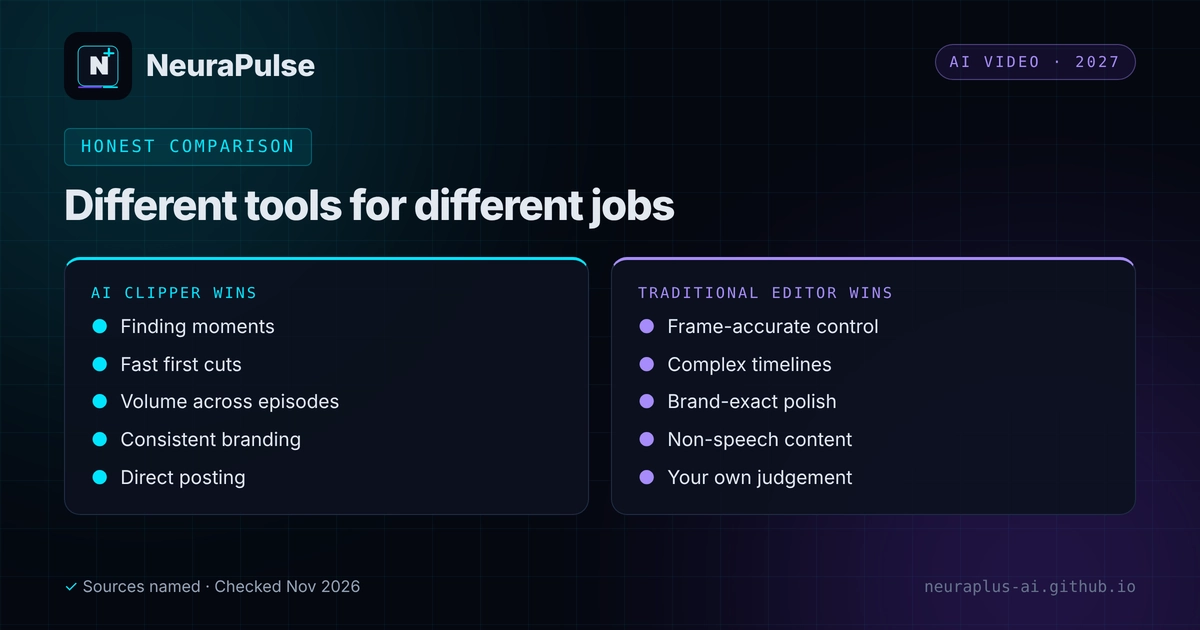 N
NeuraPulse
AI VIDEO · 2027
HONEST COMPARISON
Different tools for different jobs
AI CLIPPER WINS
Finding moments
Fast first cuts
Volume across episodes
Consistent branding
Direct posting
TRADITIONAL EDITOR WINS
Frame-accurate control
Complex timelines
Brand-exact polish
Non-speech content
Your own judgement
✓ Sources named · Checked Nov 2026
neuraplus-ai.github.io